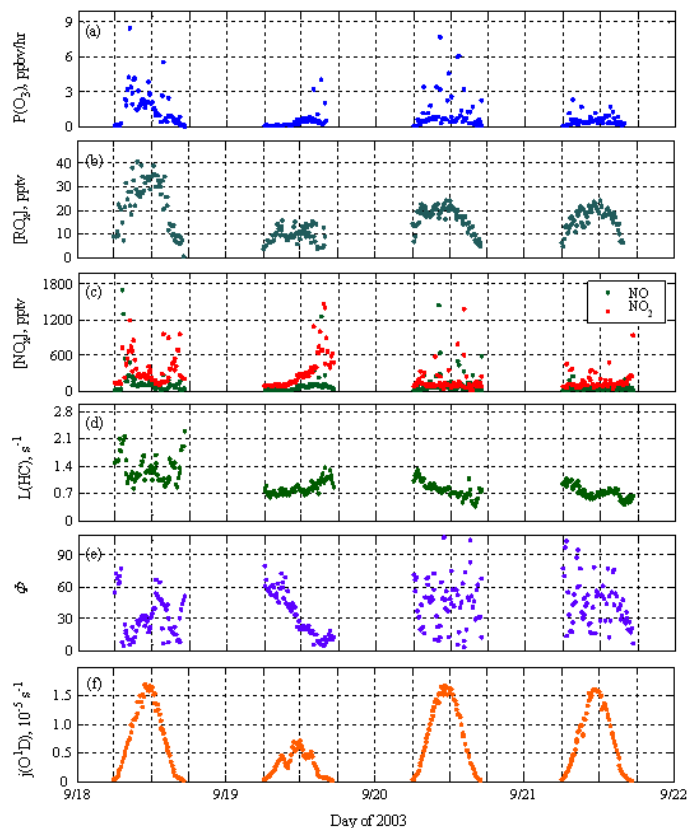 (a)
P(O3), ppbv/hr
9
6
3
0
(b)
[ROx], pptv
40
30
20
10
0
(c)
[NOx], pptv
1800
1200
600
0
NO
NO2
(d)
L(HC), s-1
2.8
2.1
1.4
0.7
0
(e)
Φ
90
60
30
0
(f)
j(O1D), 10-5 s-1
1.5
1.0
0.5
0
9/18 9/19 9/20 9/21 9/22
Day of 2003